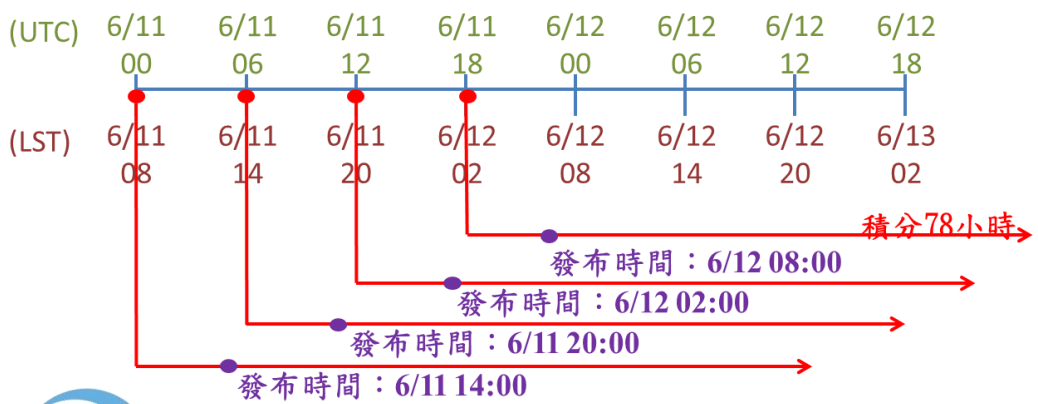 (UTC) 6/11 6/11 6/11 6/11 6/12 6/12 6/12 6/12
00 06 12 18 00 06 12 18
(LST) 6/11 6/11 6/11 6/12 6/12 6/12 6/12 6/13
08 14 20 02 08 14 20 02
積分78小時
發布時間：6/12 08:00
發布時間：6/12 02:00
發布時間：6/11 20:00
發布時間：6/11 14:00